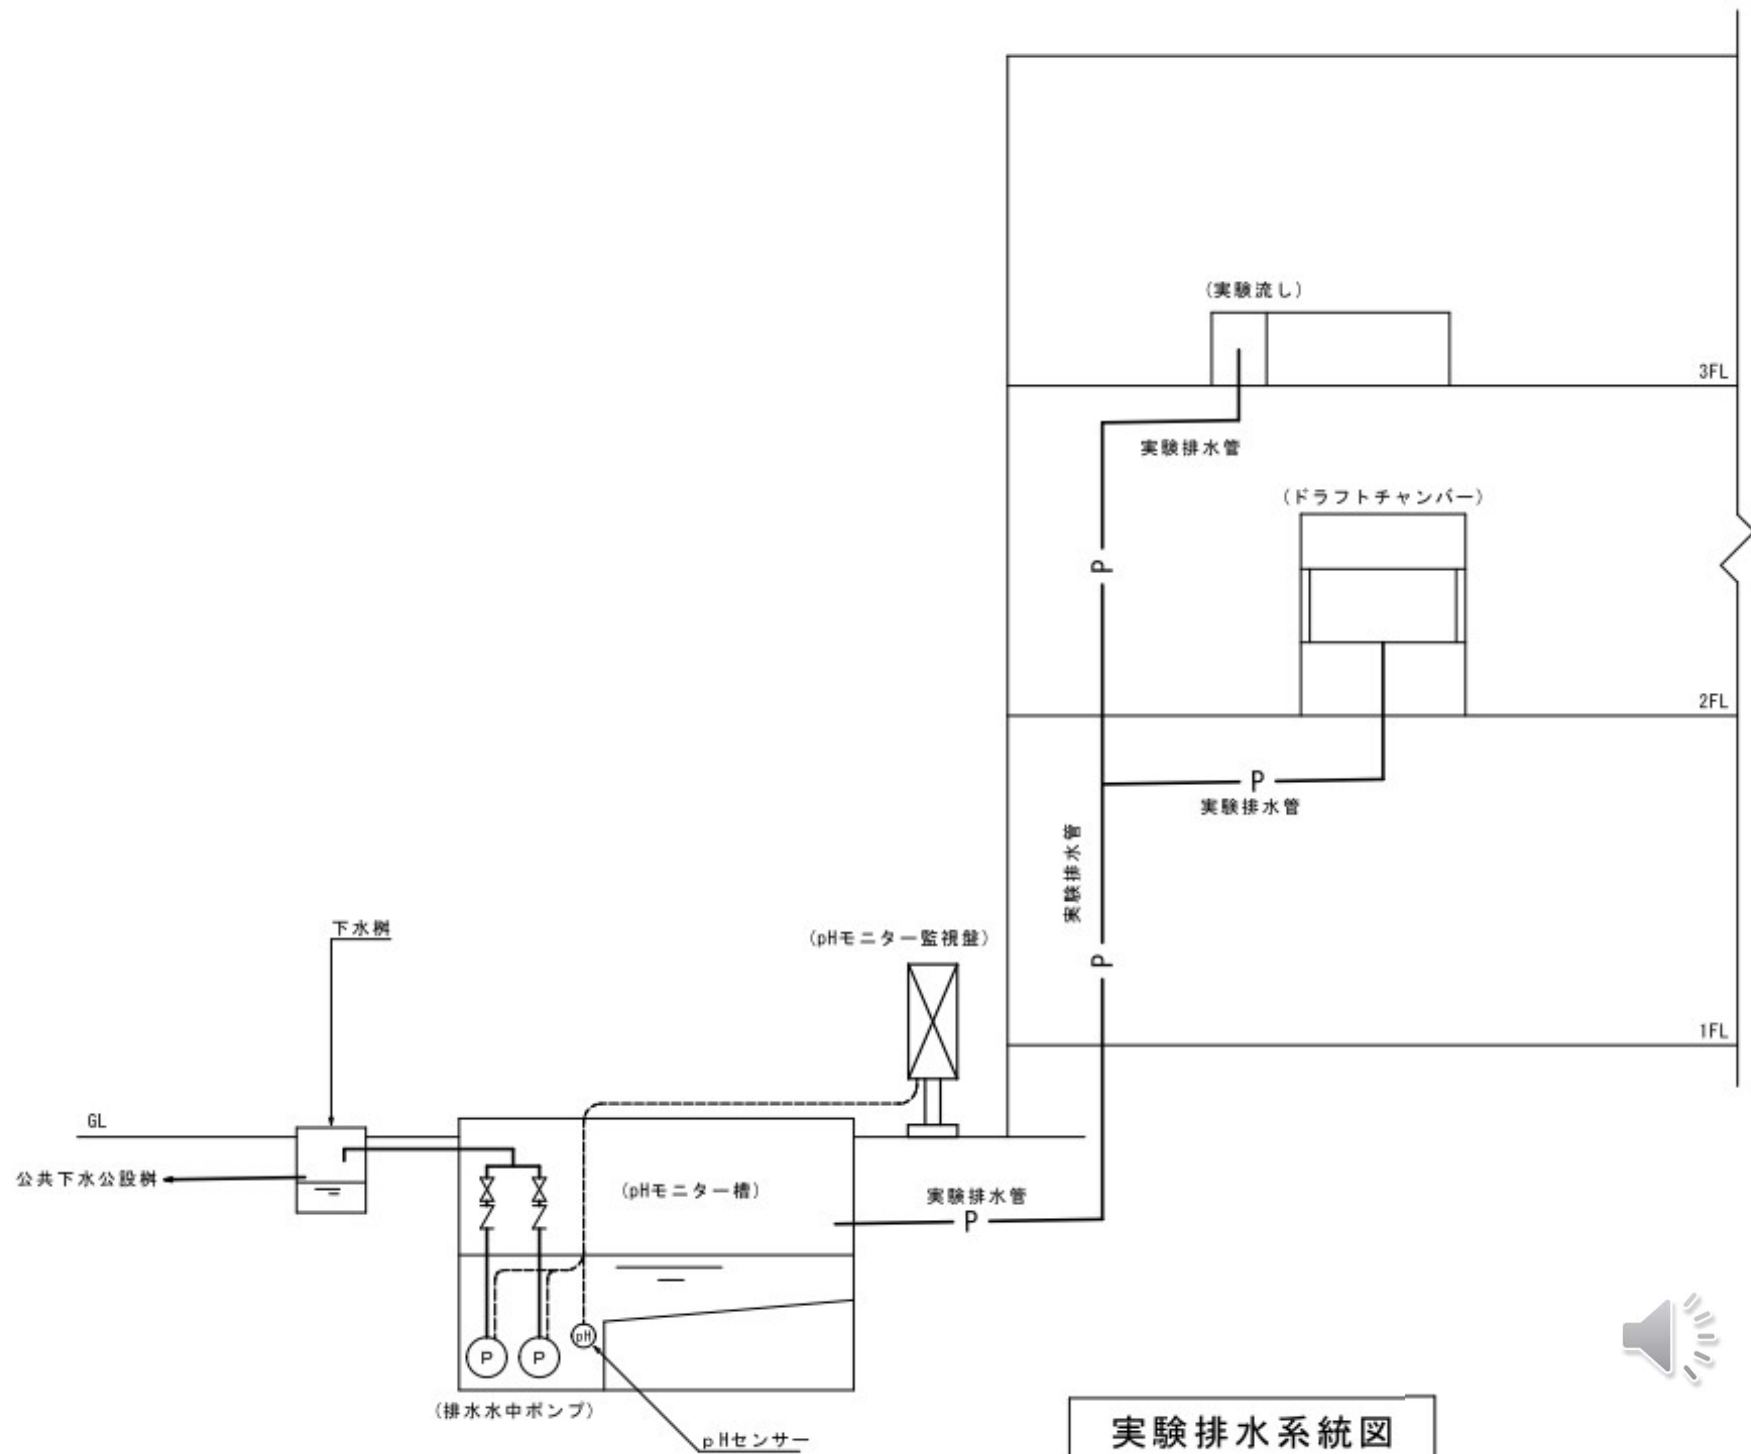 (実験流し)
3FL
実験排水管
(ドラフトチャンバー)
P
2FL
P
実験排水管
実験排水管
下水桝
(pHモニター監視盤)
P
1FL
GL
公共下水公設桝
(pHモニター槽)
実験排水管
P
P
P
pH
(排水水中ポンプ)
pHセンサー
実験排水系統図